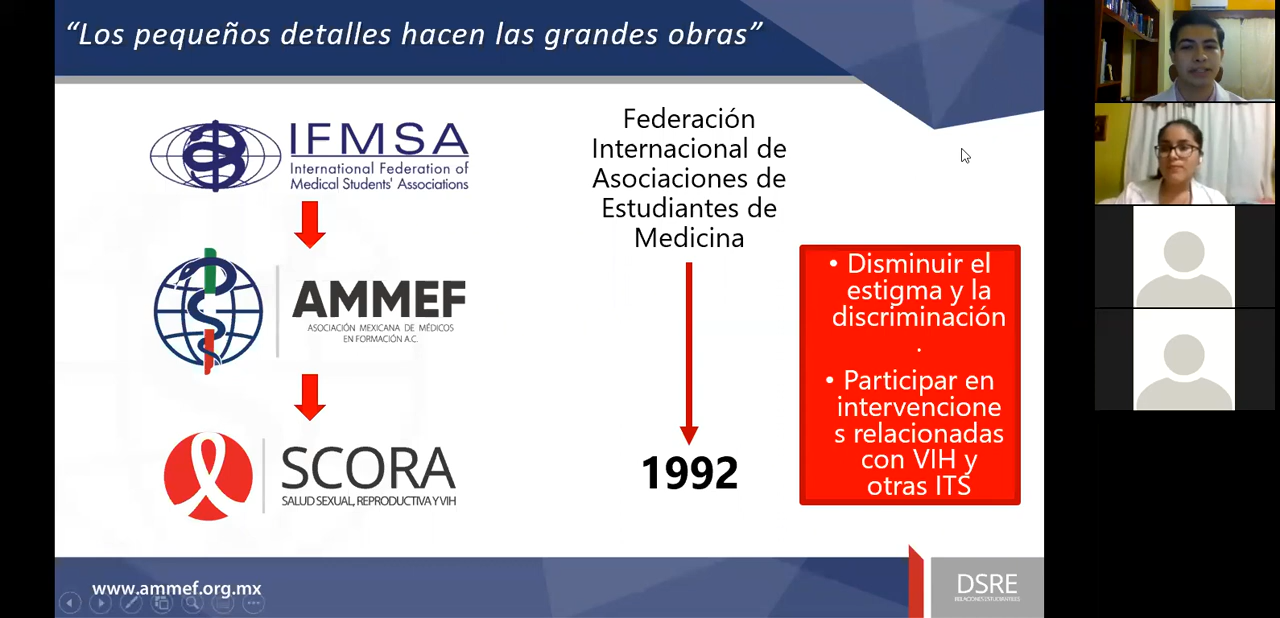 “Los pequeños detalles hacen las grandes obras”
IFMSA
International Federation of
Medical Students' Associations
AMMEF
ASOCIACIÓN MEXICANA DE MÉDICOS
EN FORMACIÓN A.C.
SCORA
SALUD SEXUAL, REPRODUCTIVA Y VIH
Federación
Internacional de
Asociaciones de
Estudiantes de
Medicina
1992
• Disminuir el
estigma y la
discriminación
.
• Participar en
intervencione
s relacionadas
con VIH y
otras ITS
www.ammef.org.mx
DSRE
RELACIONES ESTUDIANTILES